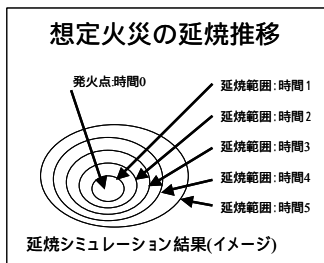 想定火災の延焼推移
発火点:時間0
延焼範囲:時間1
延焼範囲:時間2
延焼範囲:時間3
延焼範囲:時間4
延焼範囲:時間5
延焼シミュレーション結果(イメージ)